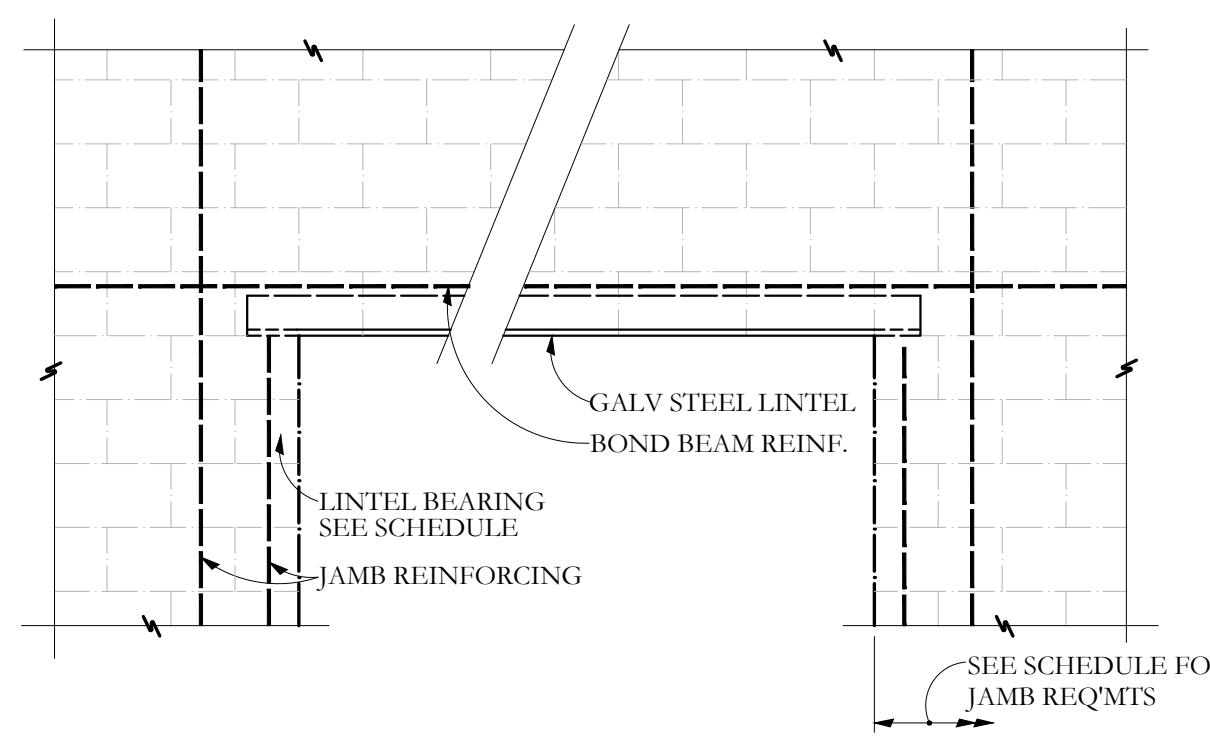 GALV STEEL LINTEL
BOND BEAM REINF.
LINTEL BEARING
SEE SCHEDULE
JAMB REINFORCING
SEE SCHEDULE FO
JAMB REQ'MTS